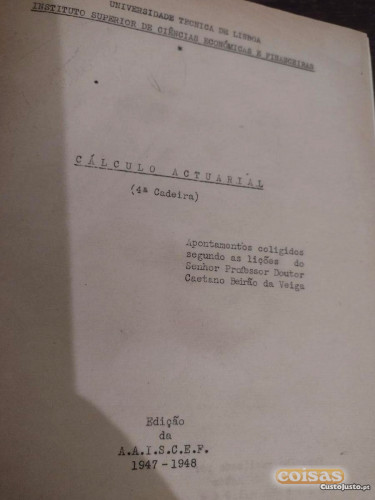 UNIVERSIDADE TECNICA DE LISBOA
INSTITUTO SUPERIOR DE CIÊNCIAS ECONÓMICAS E FINANCEIRAS
CÁLCULO ACTUARIAL
(4ª Cadeira)
Apontamentos coligidos
segundo as lições do
Senhor Professor Doutor
Caetano Beirão da Veiga
Edição
da
A.A.I.S.C.E.F.
1947-1948
coisas
CustoJusto.pt